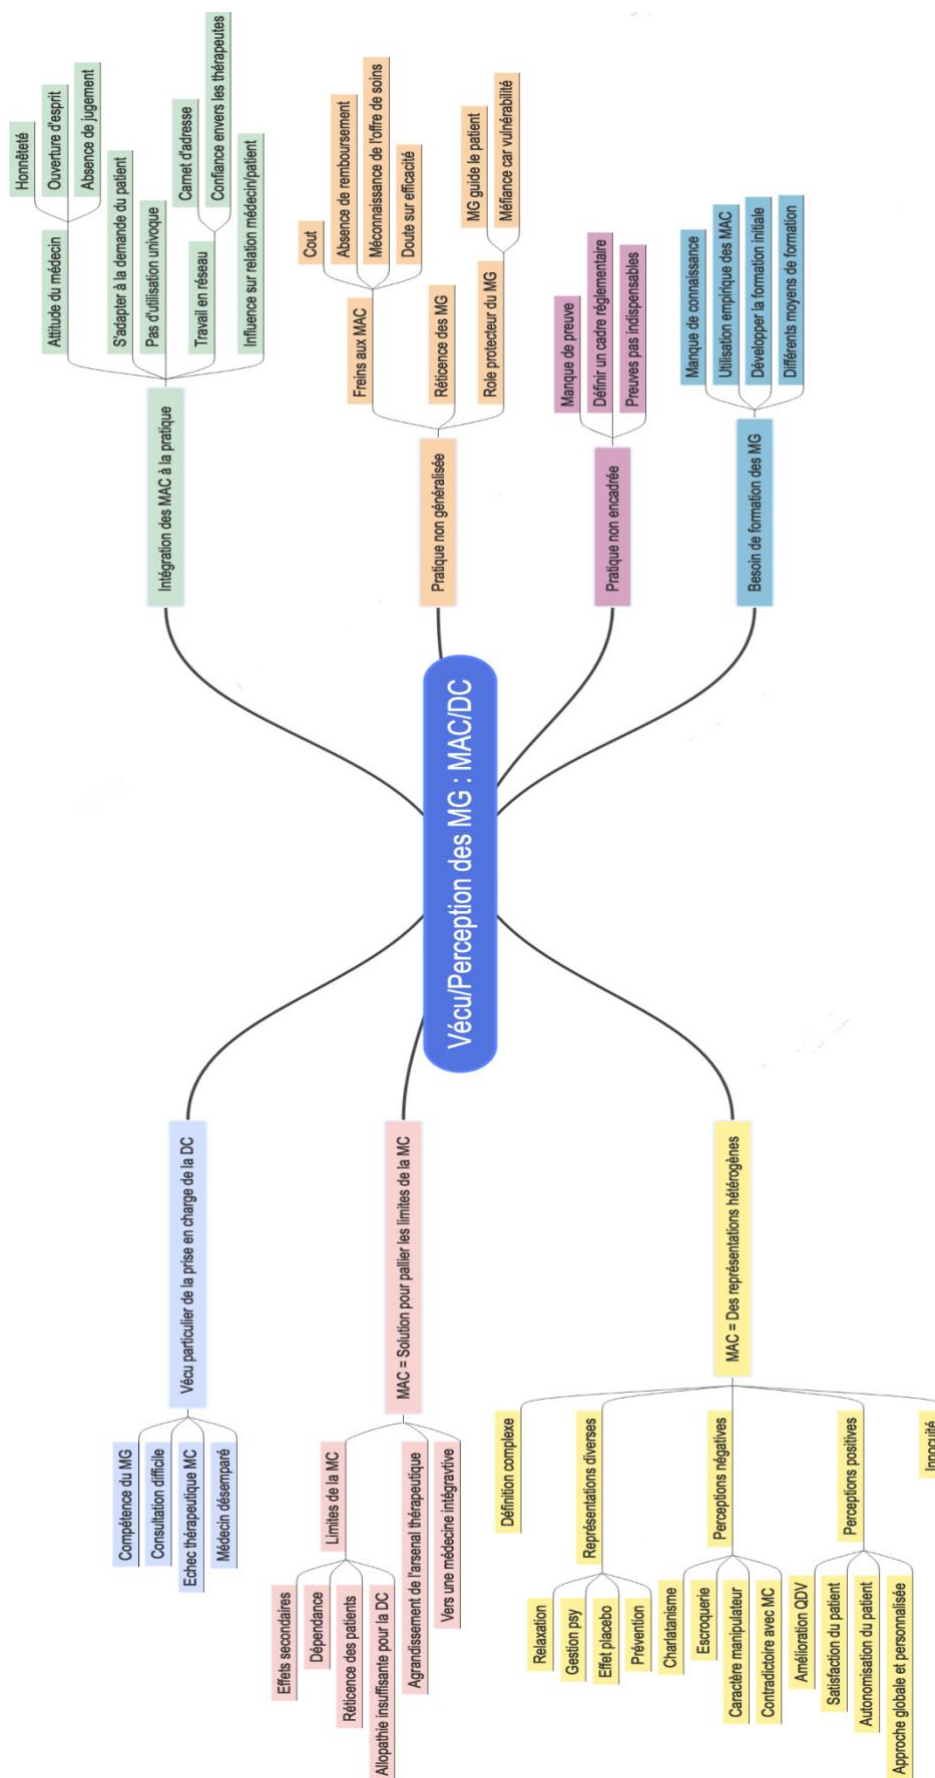 Vécu/Perception des MG : MAC/DC
Vécu particulier de la prise en charge de la DC
Compétence du MG
Consultation difficile
Echec thérapeutique MC
Médecin désemparé
MAC = Solution pour pallier les limites de la MC
Limites de la MC
Effets secondaires
Dépendance
Réticence des patients
Allopathie insuffisante pour la DC
Agrandissement de l'arsenal thérapeutique
Vers une médecine intégravtive
MAC = Des représentations hétérogènes
Définition complexe
Représentations diverses
Relaxation
Gestion psy
Effet placebo
Prévention
Perceptions négatives
Charlatanisme
Escroquerie
Caractère manipulateur
Contradictoire avec MC
Perceptions positives
Amélioration QDV
Satisfaction du patient
Autonomisation du patient
Approche globale et personnalisée
Innocuité
Intégration des MAC à la pratique
Attitude du médecin
Honnêteté
Ouverture d'esprit
Absence de jugement
S'adapter à la demande du patient
Pas d'utilisation univoque
Travail en réseau
Carnet d'adresse
Confiance envers les thérapeutes
Influence sur relation médecin/patient
Pratique non généralisée
Freins aux MAC
Cout
Absence de remboursement
Méconnaissance de l'offre de soins
Doute sur efficacité
Réticence des MG
Role protecteur du MG
MG guide le patient
Méfiance car vulnérabilité
Pratique non encadrée
Manque de preuve
Définir un cadre réglementaire
Preuves pas indispensables
Besoin de formation des MG
Manque de connaissance
Utilisation empirique des MAC
Développer la formation initiale
Différents moyens de formation